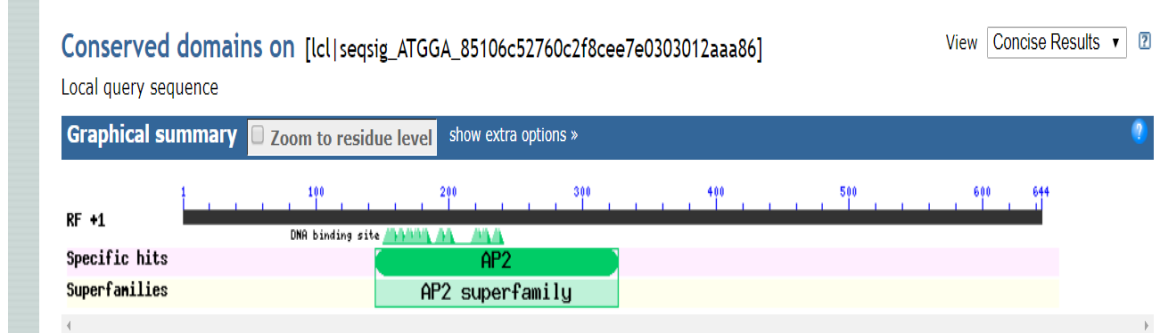 Conserved domains on [lcl|seqsig_ATGGA_85106c52760c2f8cee7e0303012aaa86]
View Concise Results ▼ ?
Local query sequence
Graphical summary Zoom to residue level show extra options » ?
1 100 200 300 400 500 600 644
RF +1
DNA binding site
Specific hits AP2
Superfamilies AP2 superfamily